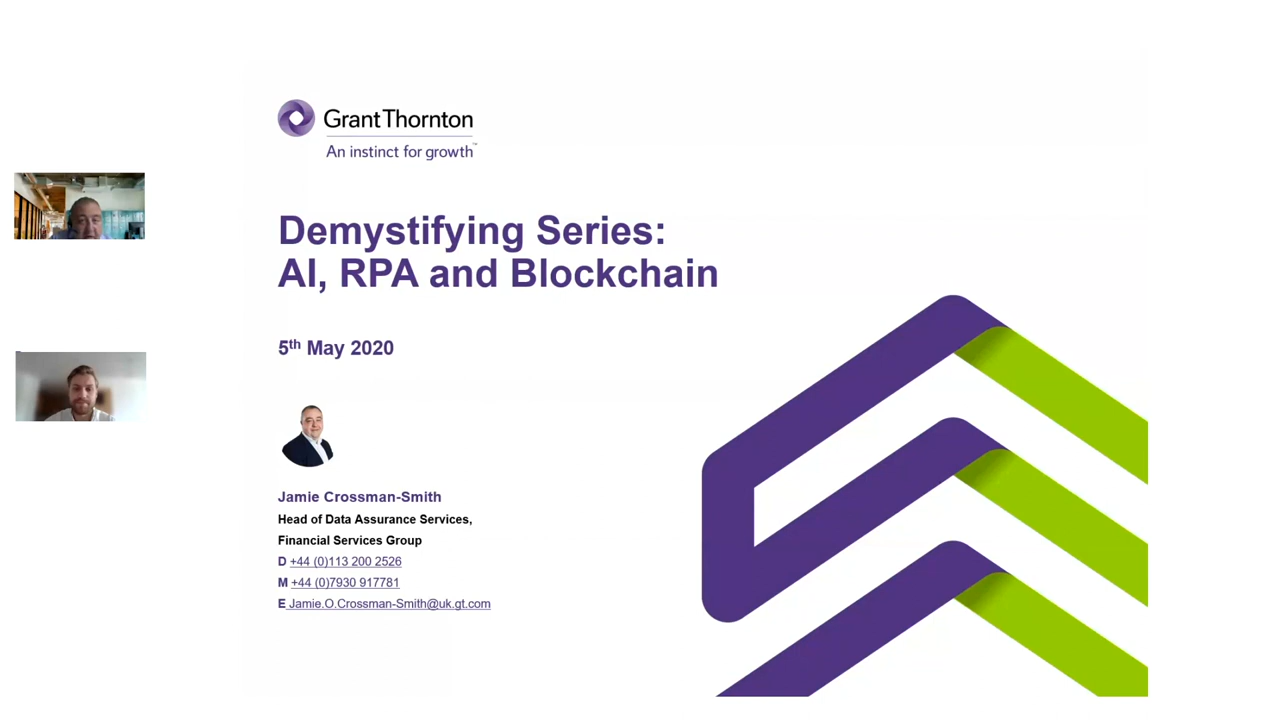 Grant Thornton
An instinct for growth™
Demystifying Series:
AI, RPA and Blockchain
5th May 2020
Jamie Crossman-Smith
Head of Data Assurance Services,
Financial Services Group
D +44 (0)113 200 2526
M +44 (0)7930 917781
E Jamie.O.Crossman-Smith@uk.gt.com